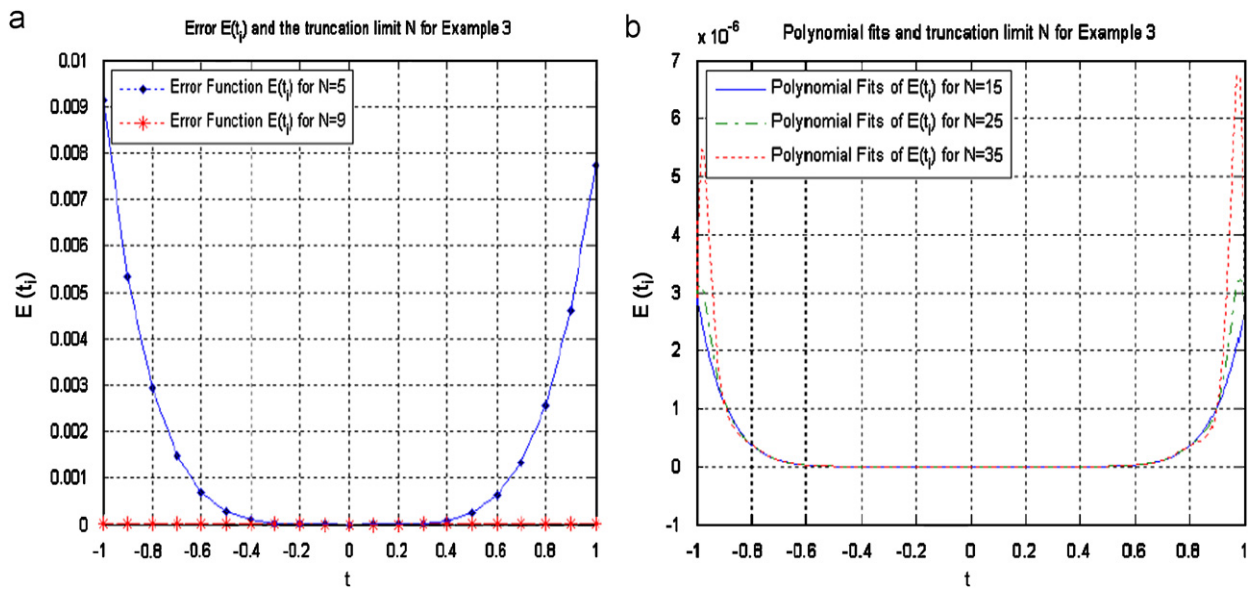 a
Error E(t_i) and the truncation limit N for Example 3
0.01
0.009
0.008
0.007
0.006
0.005
0.004
0.003
0.002
0.001
0
E (t_i)
Error Function E(t_i) for N=5
Error Function E(t_i) for N=9
-1 -0.8 -0.6 -0.4 -0.2 0 0.2 0.4 0.6 0.8 1
t
b
x 10^-6
Polynomial fits and truncation limit N for Example 3
7
6
5
4
3
2
1
0
-1
E (t_i)
Polynomial Fits of E(t_i) for N=15
Polynomial Fits of E(t_i) for N=25
Polynomial Fits of E(t_i) for N=35
-1 -0.8 -0.6 -0.4 -0.2 0 0.2 0.4 0.6 0.8 1
t